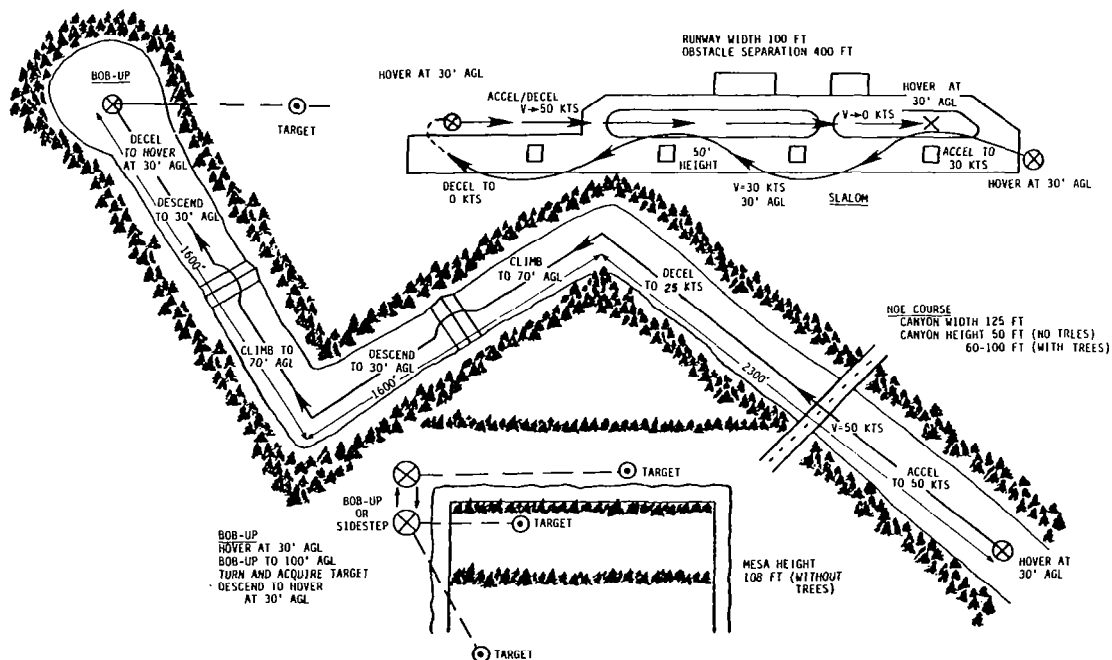 RUNWAY WIDTH 100 FT
OBSTACLE SEPARATION 400 FT
HOVER AT 30' AGL
ACCEL/DECEL
V→50 KTS
HOVER AT
30' AGL
V→0 KTS
50'
HEIGHT
ACCEL TO
30 KTS
DECEL TO
0 KTS
V=30 KTS
30' AGL
SLALOM
HOVER AT 30' AGL
BOB-UP
TARGET
DECEL
TO HOVER
AT 30' AGL
DESCEND
TO 30' AGL
1600'
CLIMB TO
70' AGL
CLIMB
TO 70' AGL
DESCEND
TO 30' AGL
1600'
DECEL
TO 25 KTS
2300'
NOE COURSE
CANYON WIDTH 125 FT
CANYON HEIGHT 50 FT (NO TREES)
60-100 FT (WITH TREES)
V=50 KTS
ACCEL
TO 50 KTS
HOVER AT
30' AGL
TARGET
BOB-UP
OR
SIDESTEP
TARGET
BOB-UP
HOVER AT 30' AGL
BOB-UP TO 100' AGL
TURN AND ACQUIRE TARGET
DESCEND TO HOVER
AT 30' AGL
MESA HEIGHT
108 FT (WITHOUT
TREES)
TARGET